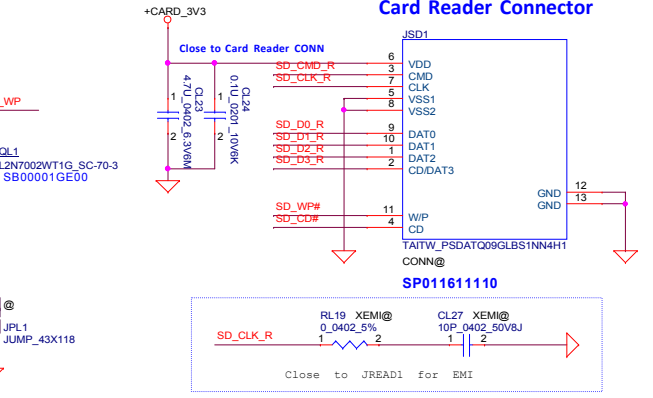 Card Reader Connector
+CARD_3V3
JSD1
Close to Card Reader CONN
SD_CMD_R 6 VDD
SD_CLK_R 3 CMD
7 CLK
5 VSS1
8 VSS2
1 4.7U_0402_6.3V6M CL23 2
1 0.1U_0201_10V6K CL24 2
SD_D0_R 9 DAT0
SD_D1_R 10 DAT1
SD_D2_R 1 DAT2
SD_D3_R 2 CD/DAT3
SD_WP# 11 W/P
SD_CD# 4 CD
GND 12
GND 13
TAITW_PSDATQ09GLBS1NN4H1
CONN@
SP011611110
_WP
QL1
L2N7002WT1G_SC-70-3
SB00001GE00
@
JPL1
JUMP_43X118
RL19 XEMI@
0_0402_5%
CL27 XEMI@
10P_0402_50V8J
SD_CLK_R 1 2 1 2
Close to JREAD1 for EMI